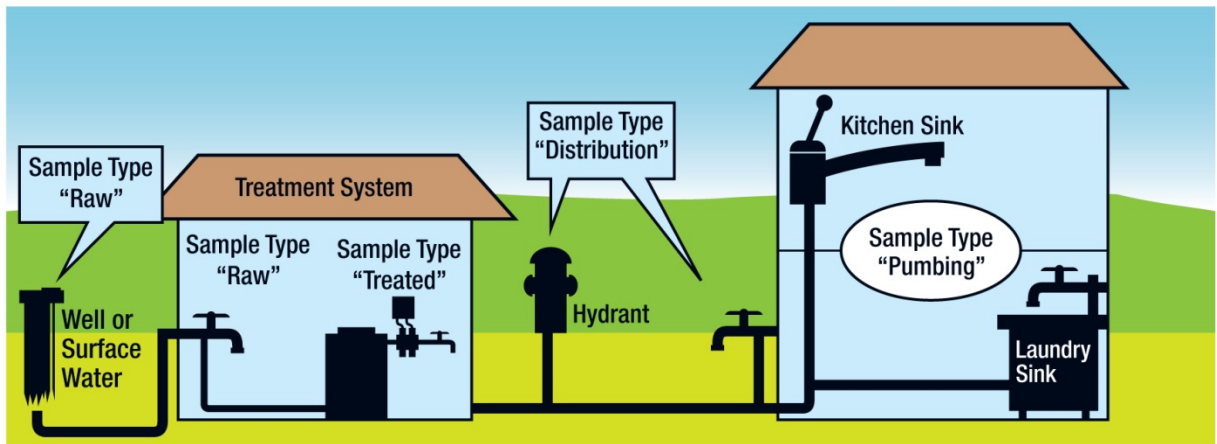 Sample Type
“Raw”
Treatment System
Sample Type
“Raw”
Sample Type
“Treated”
Well or
Surface
Water
Sample Type
“Distribution”
Hydrant
Kitchen Sink
Sample Type
“Pumbing”
Laundry
Sink